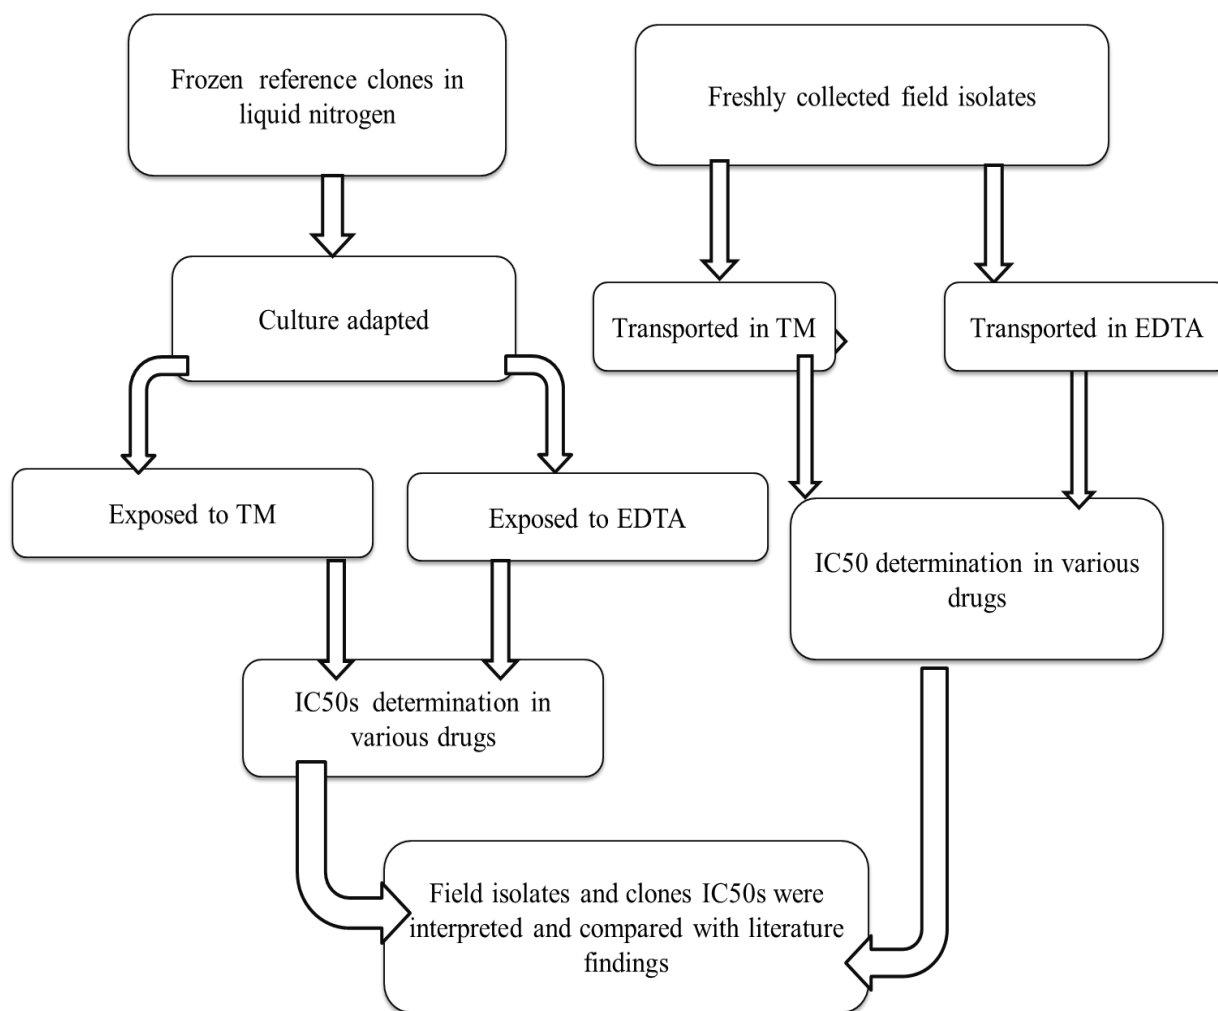 Frozen reference clones in
liquid nitrogen
Freshly collected field isolates
Culture adapted
Transported in TM
Transported in EDTA
Exposed to TM
Exposed to EDTA
IC50 determination in various
drugs
IC50s determination in
various drugs
Field isolates and clones IC50s were
interpreted and compared with literature
findings